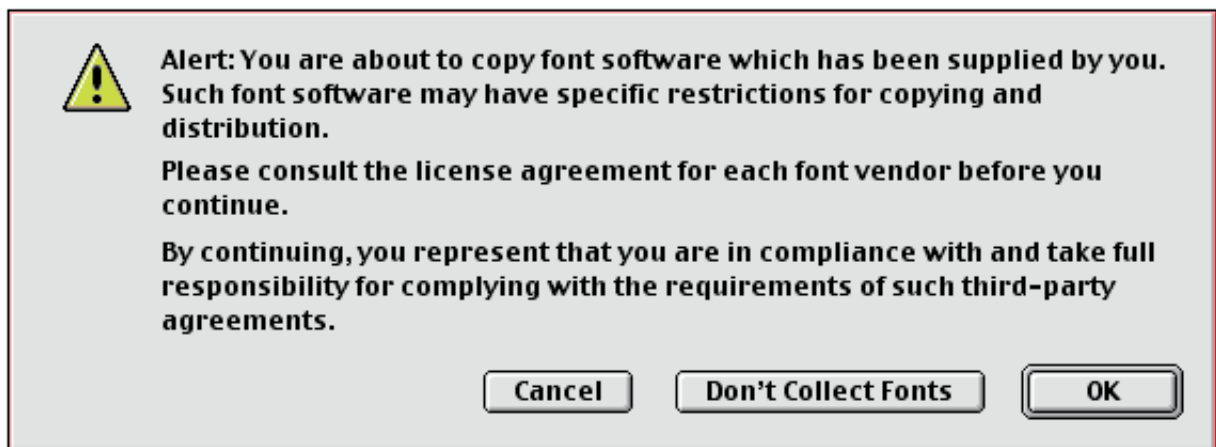 Alert: You are about to copy font software which has been supplied by you.
Such font software may have specific restrictions for copying and
distribution.
Please consult the license agreement for each font vendor before you
continue.
By continuing, you represent that you are in compliance with and take full
responsibility for complying with the requirements of such third-party
agreements.
Cancel Don't Collect Fonts OK